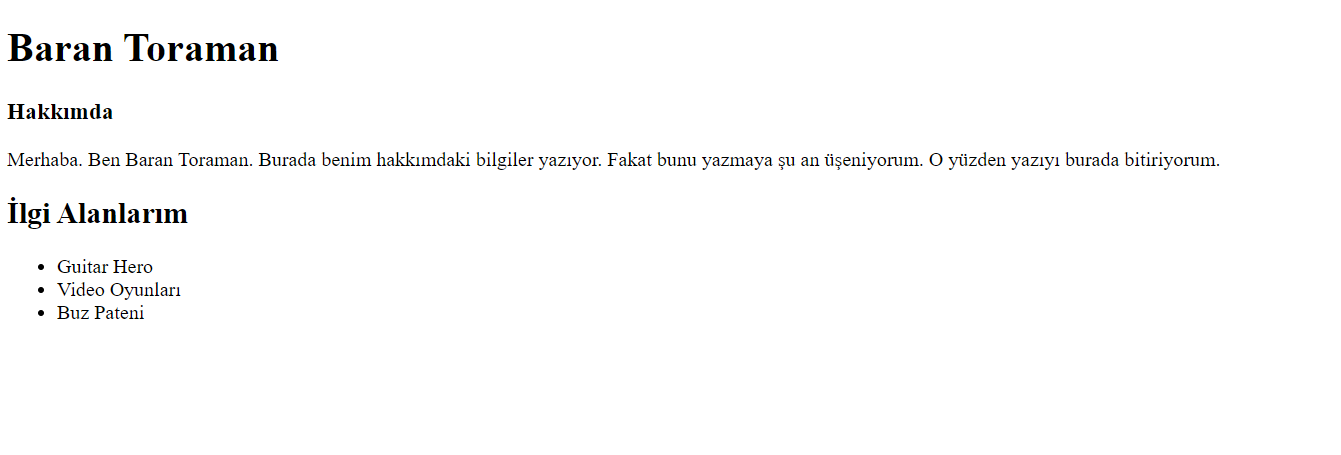 Baran Toraman
Hakkımda
Merhaba. Ben Baran Toraman. Burada benim hakkımdaki bilgiler yazıyor. Fakat bunu yazmaya şu an üşeniyorum. O yüzden yazıyı burada bitiriyorum.
İlgi Alanlarım
Guitar Hero
Video Oyunları
Buz Pateni